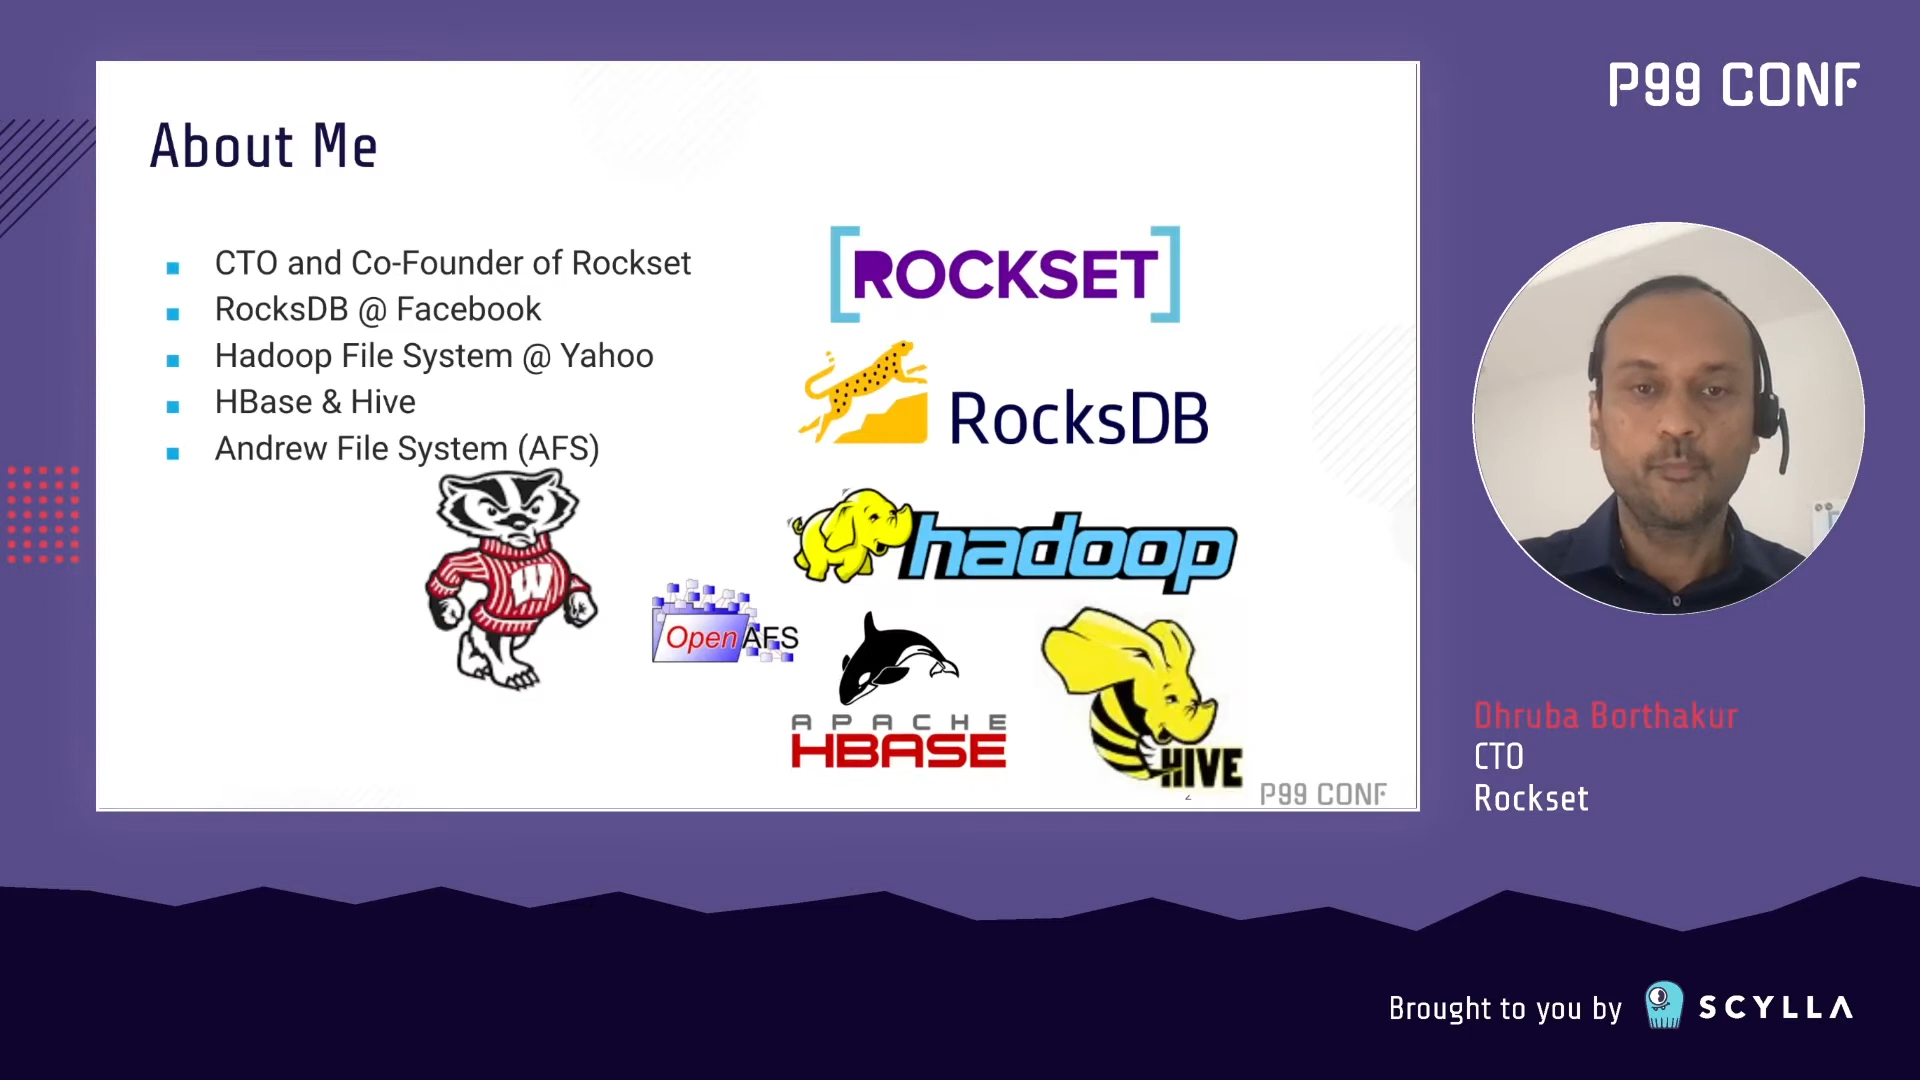 P99 CONF
About Me
CTO and Co-Founder of Rockset
RocksDB @ Facebook
Hadoop File System @ Yahoo
HBase & Hive
Andrew File System (AFS)
[ROCKSET]
RocksDB
hadoop
W
OpenAFS
APACHE
HBASE
HIVE
2
P99 CONF
Dhruba Borthakur
CTO
Rockset
Brought to you by SCYLLA